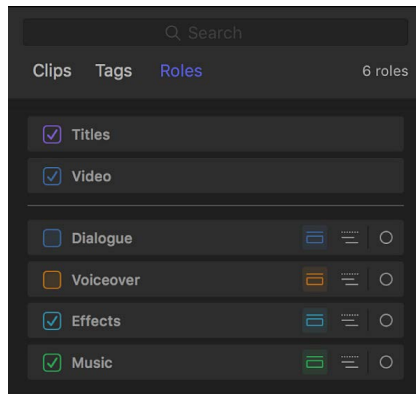 Search
Clips Tags Roles 6 roles
Titles
Video
Dialogue
Voiceover
Effects
Music